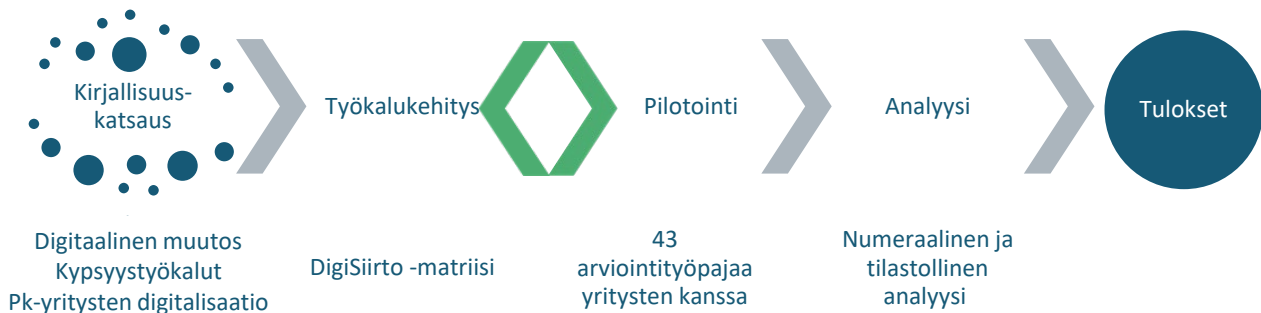 Kirjallisuus-
katsaus
Työkalukehitys
Pilotointi
Analyysi
Tulokset
Digitaalinen muutos
Kypsyystyökalut
Pk-yritysten digitalisaatio
DigiSiirto -matriisi
43
arviointityöpajaa
yritysten kanssa
Numeraalinen ja
tilastollinen
analyysi